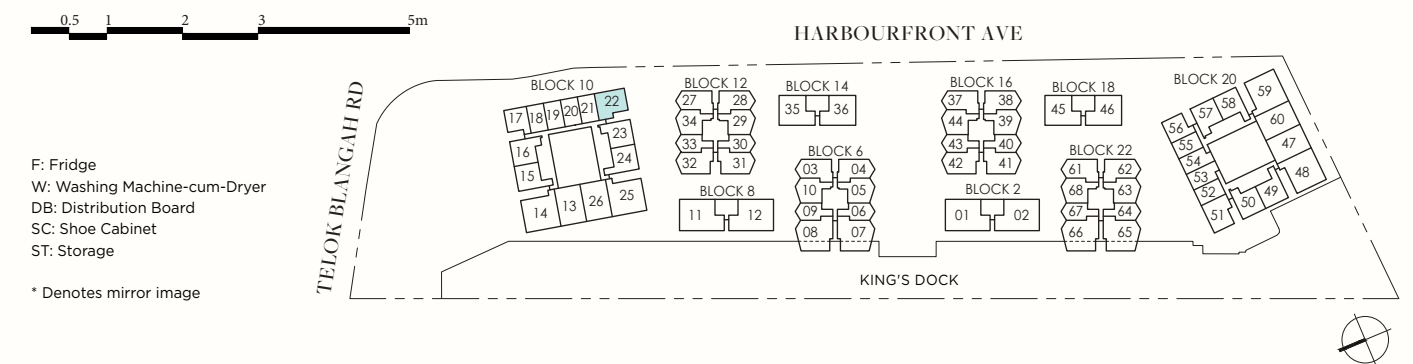 0.5 1 2 3 5m
HARBOURFRONT AVE
TELOK BLANGAH RD
F: Fridge
W: Washing Machine-cum-Dryer
DB: Distribution Board
SC: Shoe Cabinet
ST: Storage
* Denotes mirror image
BLOCK 10
17 18 19 20 21 22
16 23
15 24
14 13 26 25
BLOCK 12
27 28
34 29
33 30
32 31
BLOCK 14
35 36
BLOCK 8
11 12
BLOCK 6
03 04
10 05
09 06
08 07
BLOCK 16
37 38
44 39
43 40
42 41
BLOCK 18
45 46
BLOCK 2
01 02
BLOCK 22
61 62
68 63
67 64
66 65
BLOCK 20
56 57 58 59
55 60
54 47
53 48
52 49
51 50
KING'S DOCK